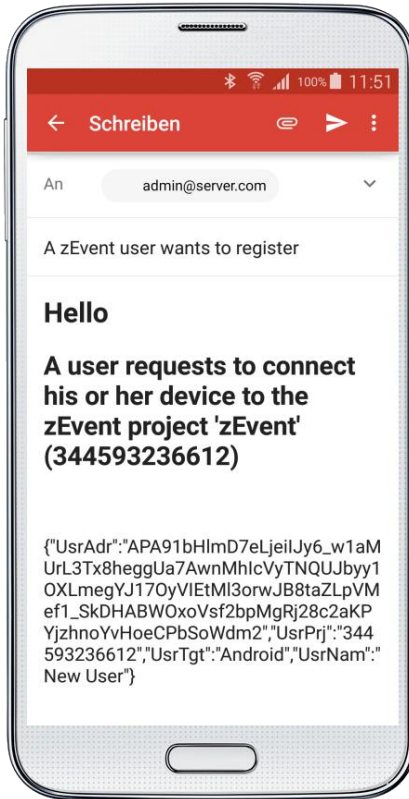 100% 11:51
Schreiben
An admin@server.com
A zEvent user wants to register
Hello
A user requests to connect
his or her device to the
zEvent project 'zEvent'
(344593236612)
{"UsrAdr":"APA91bHlmD7eLjeilJy6_w1aM
UrL3Tx8heggUa7AwnMhIcVyTNQUJbyy1
OXLmegYJ17OyVIEtMl3orwJB8taZLpVM
ef1_SkDHABWOxoVsf2bpMgRj28c2aKP
YjzhnoYvHoeCPbSoWdm2","UsrPrj":"344
593236612","UsrTgt":"Android","UsrNam":"
New User"}